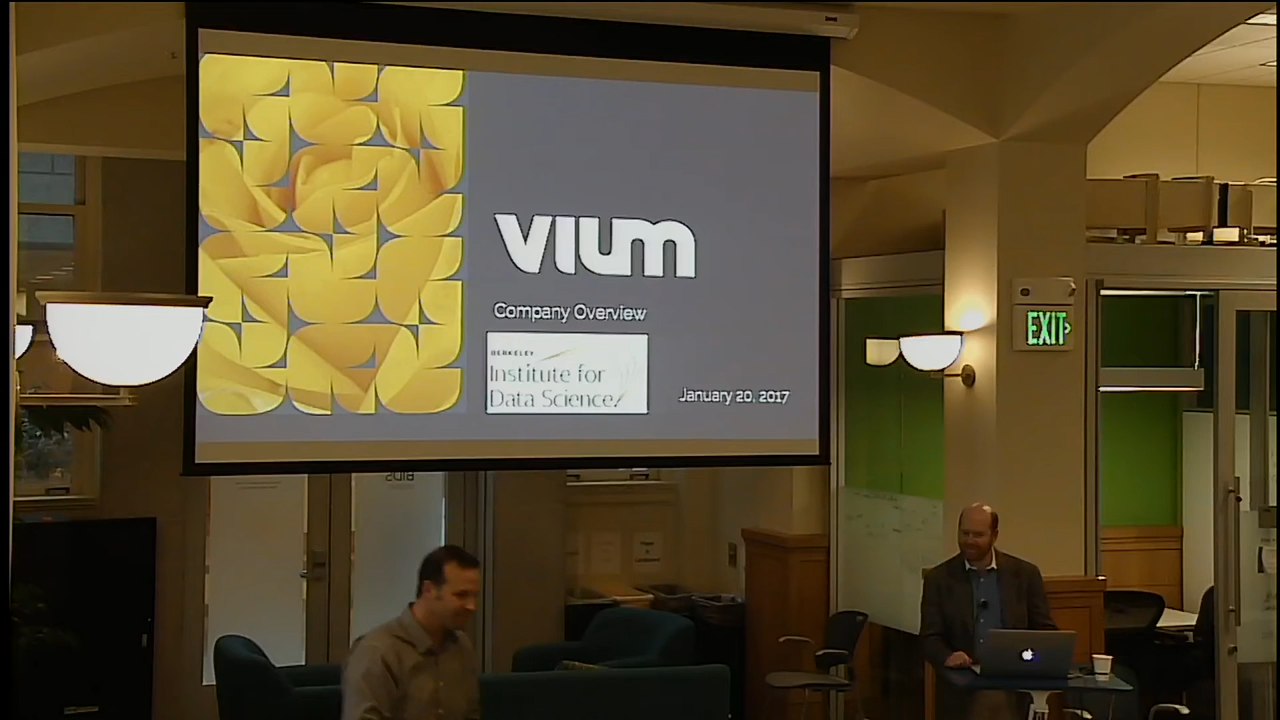 VIUM
Company Overview
BERKELEY
Institute for
Data Science
January 20, 2017
EXIT